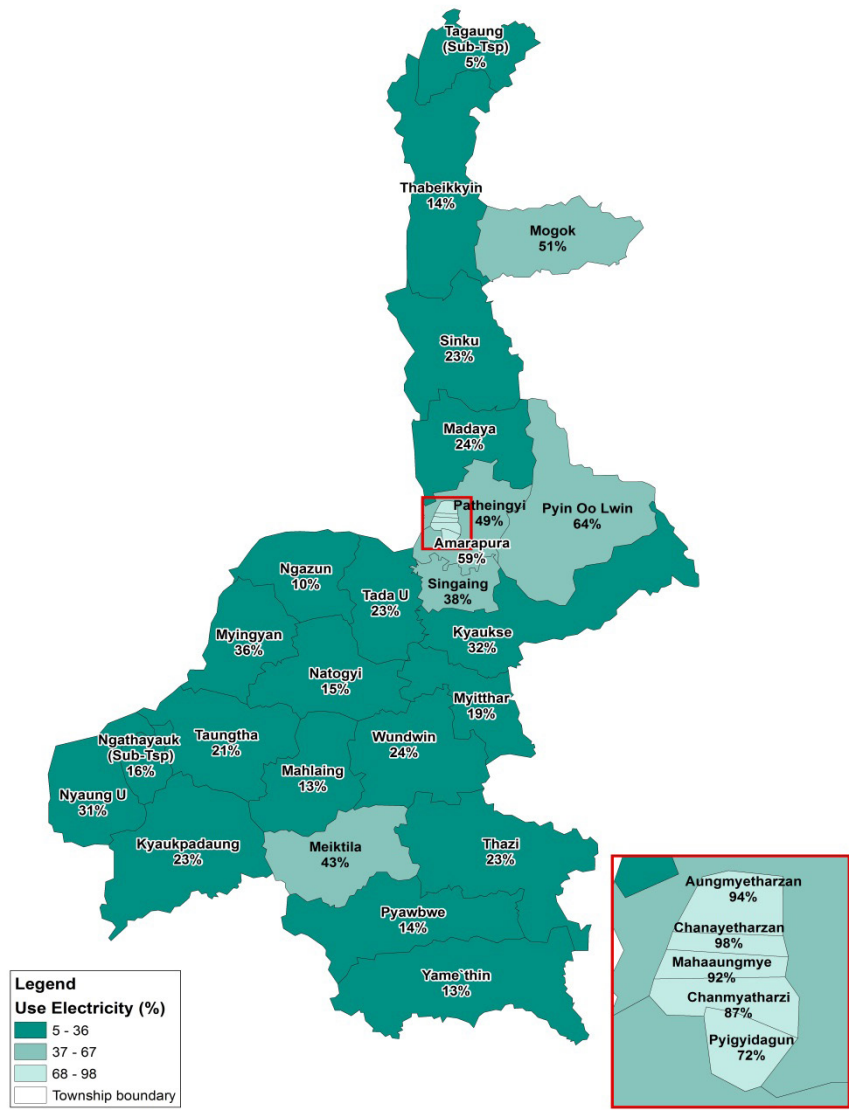 Tagaung
(Sub-Tsp)
5%
Thabeikkyin
14%
Mogok
51%
Sinku
23%
Madaya
24%
Patheingyi
49%
Pyin Oo Lwin
64%
Amarapura
59%
Singaing
38%
Ngazun
10%
Tada U
23%
Kyaukse
32%
Myingyan
36%
Natogyi
15%
Myitthar
19%
Ngathayauk
(Sub-Tsp)
16%
Taungtha
21%
Wundwin
24%
Mahlaing
13%
Nyaung U
31%
Kyaukpadaung
23%
Meiktila
43%
Thazi
23%
Pyawbwe
14%
Yame`thin
13%
Aungmyetharzan
94%
Chanayetharzan
98%
Mahaaungmye
92%
Chanmyatharzi
87%
Pyigyidagun
72%
Legend
Use Electricity (%)
5 - 36
37 - 67
68 - 98
Township boundary